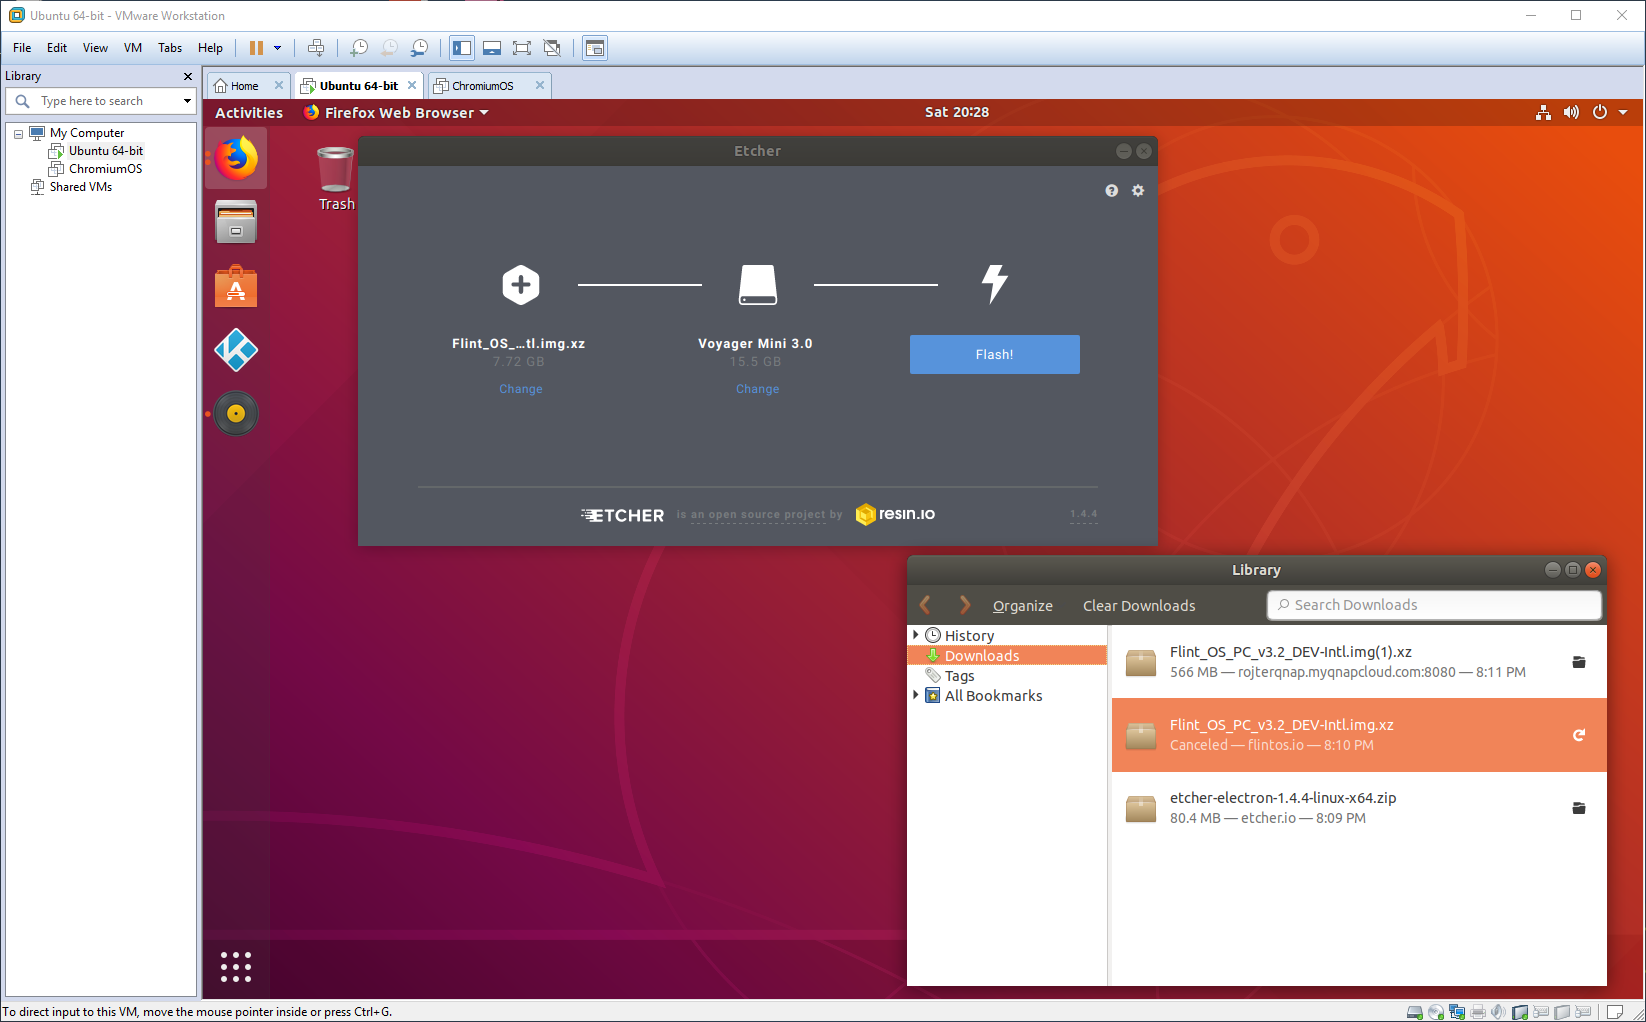 Ubuntu 64-bit - VMware Workstation
File Edit View VM Tabs Help
Library
Type here to search
My Computer
Ubuntu 64-bit
ChromiumOS
Shared VMs
Home
Ubuntu 64-bit
ChromiumOS
Activities
Firefox Web Browser
Sat 20:28
Trash
Etcher
Flint_OS_...tl.img.xz
7.72 GB
Change
Voyager Mini 3.0
15.5 GB
Change
Flash!
ETCHER is an open source project by resin.io
1.4.4
Library
Organize
Clear Downloads
Search Downloads
History
Downloads
Tags
All Bookmarks
Flint_OS_PC_v3.2_DEV-Intl.img(1).xz
566 MB — rojterqnap.myqnapcloud.com:8080 — 8:11 PM
Flint_OS_PC_v3.2_DEV-Intl.img.xz
Canceled — flintos.io — 8:10 PM
etcher-electron-1.4.4-linux-x64.zip
80.4 MB — etcher.io — 8:09 PM
To direct input to this VM, move the mouse pointer inside or press Ctrl+G.